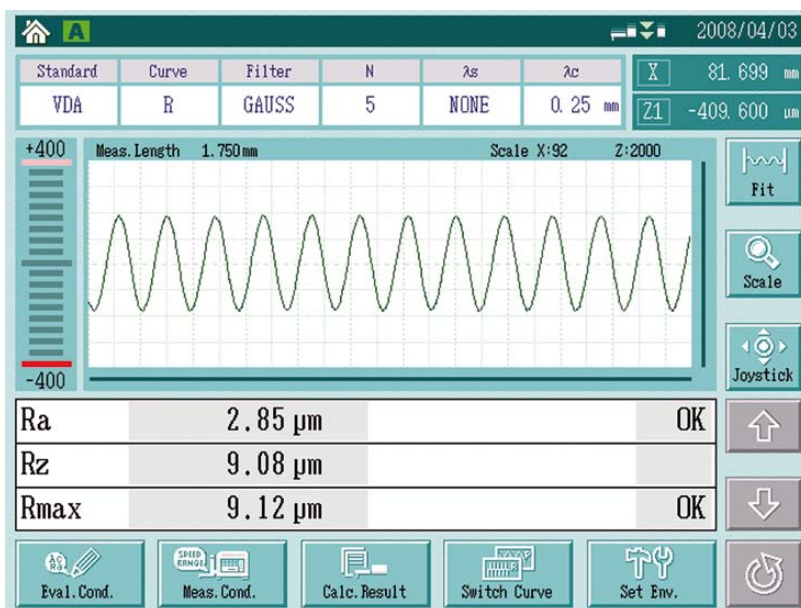 A 2008/04/03
Standard Curve Filter N λs λc X 81.699 mm
VDA R GAUSS 5 NONE 0.25 mm Z1 -409.600 μm
+400 Meas.Length 1.750mm Scale X:92 Z:2000
Fit
Scale
Joystick
-400
Ra 2.85 μm OK
Rz 9.08 μm
Rmax 9.12 μm OK
Eval.Cond. Meas.Cond. Calc.Result Switch Curve Set Env.